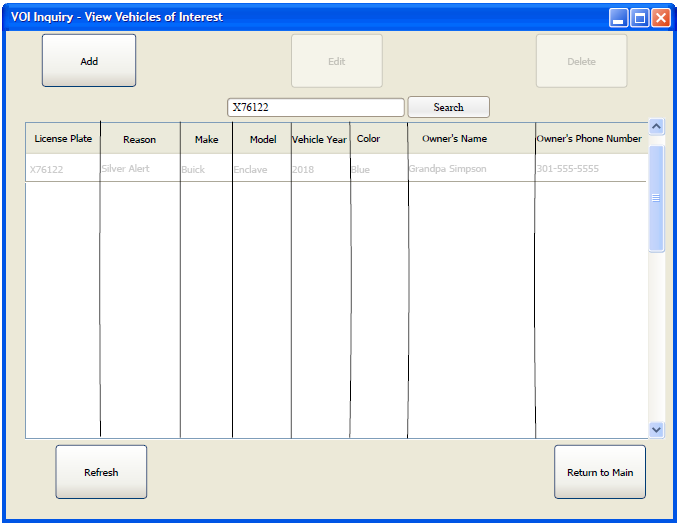 VOI Inquiry - View Vehicles of Interest
Add Edit Delete
X76122 Search
License Plate Reason Make Model Vehicle Year Color Owner's Name Owner's Phone Number
X76122 Silver Alert Buick Enclave 2018 Blue Grandpa Simpson 301-555-5555
Refresh Return to Main